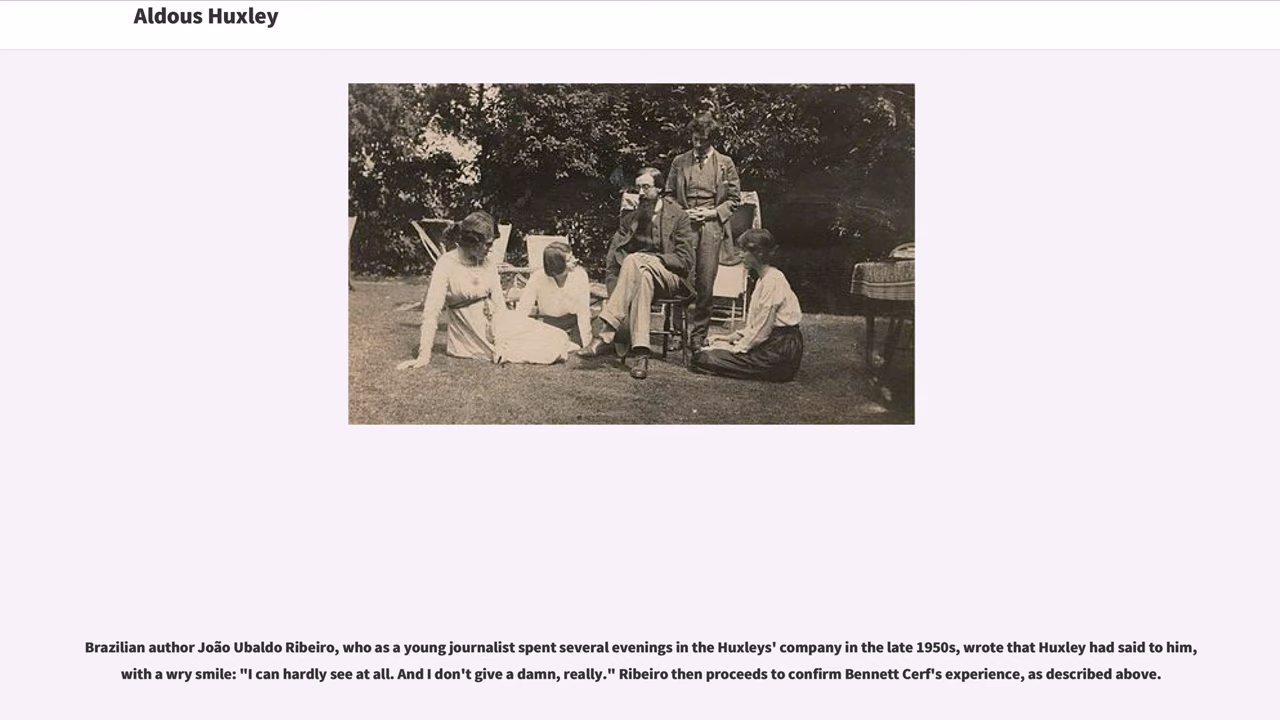 Aldous Huxley
Brazilian author João Ubaldo Ribeiro, who as a young journalist spent several evenings in the Huxleys' company in the late 1950s, wrote that Huxley had said to him,
with a wry smile: "I can hardly see at all. And I don't give a damn, really." Ribeiro then proceeds to confirm Bennett Cerf's experience, as described above.